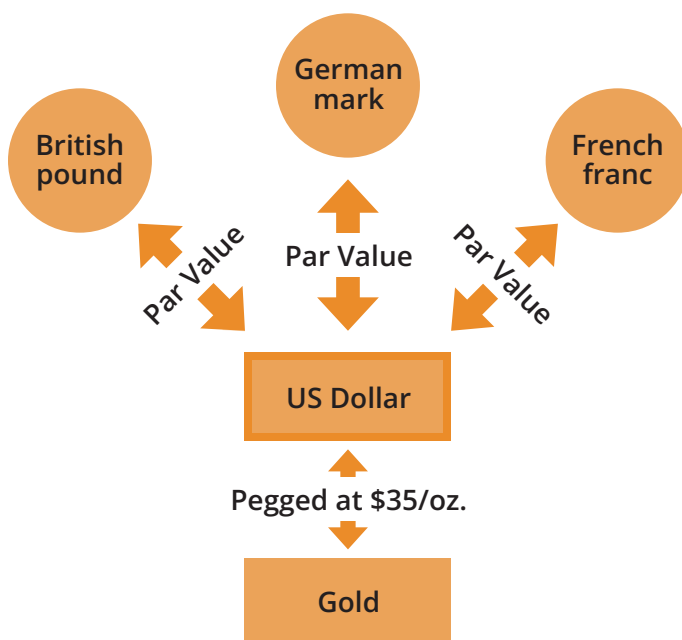 German
mark
British
pound
French
franc
Par Value
Par Value
Par Value
US Dollar
Pegged at $35/oz.
Gold